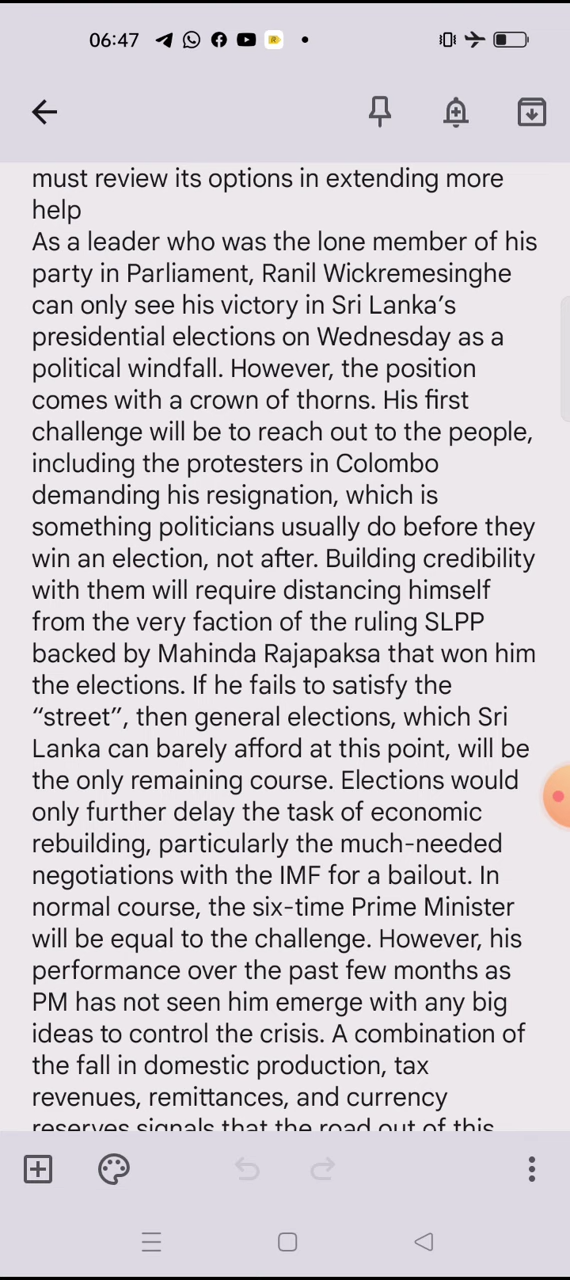 06:47
must review its options in extending more
help
As a leader who was the lone member of his
party in Parliament, Ranil Wickremesinghe
can only see his victory in Sri Lanka’s
presidential elections on Wednesday as a
political windfall. However, the position
comes with a crown of thorns. His first
challenge will be to reach out to the people,
including the protesters in Colombo
demanding his resignation, which is
something politicians usually do before they
win an election, not after. Building credibility
with them will require distancing himself
from the very faction of the ruling SLPP
backed by Mahinda Rajapaksa that won him
the elections. If he fails to satisfy the
“street”, then general elections, which Sri
Lanka can barely afford at this point, will be
the only remaining course. Elections would
only further delay the task of economic
rebuilding, particularly the much-needed
negotiations with the IMF for a bailout. In
normal course, the six-time Prime Minister
will be equal to the challenge. However, his
performance over the past few months as
PM has not seen him emerge with any big
ideas to control the crisis. A combination of
the fall in domestic production, tax
revenues, remittances, and currency
reserves signals that the road out of this